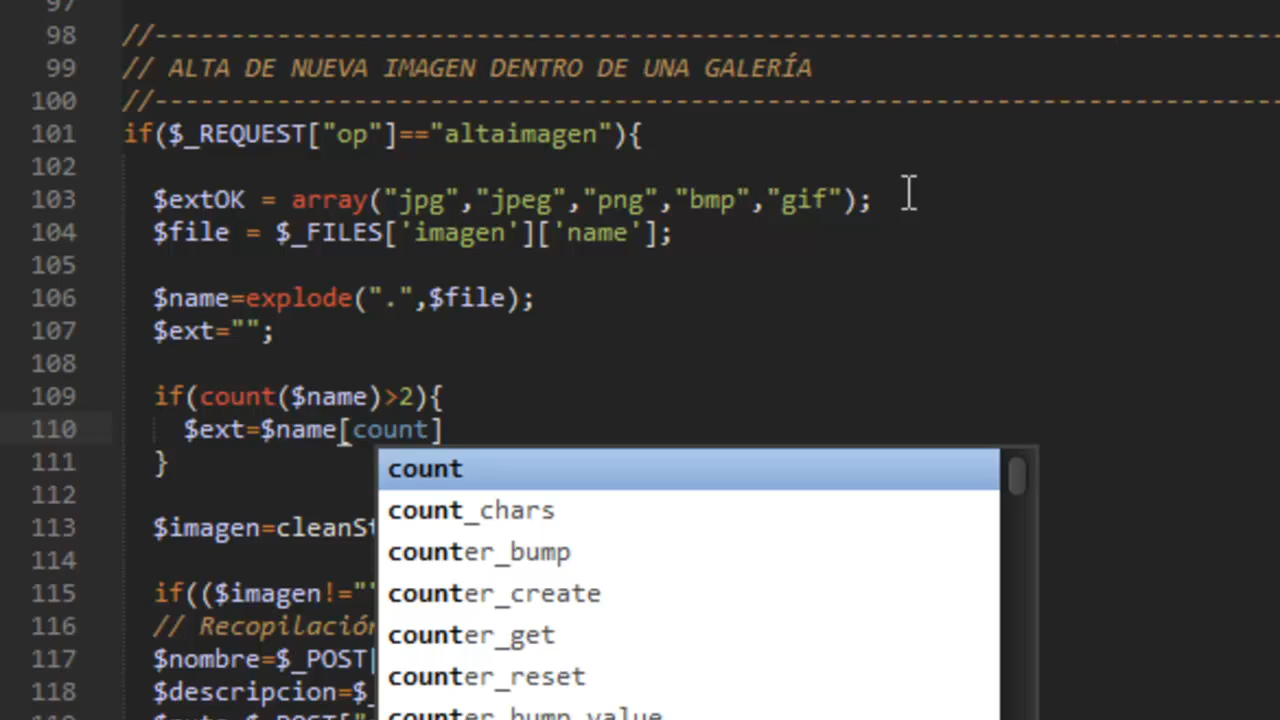 97
98 //--------------------------------------------------------------------------
99 // ALTA DE NUEVA IMAGEN DENTRO DE UNA GALERÍA
100 //--------------------------------------------------------------------------
101 if($_REQUEST["op"]=="altaimagen"){
102
103 $extOK = array("jpg","jpeg","png","bmp","gif");
104 $file = $_FILES['imagen']['name'];
105
106 $name=explode(".",$file);
107 $ext="";
108
109 if(count($name)>2){
110 $ext=$name[count]
111 }
112
113 $imagen=cleanSt
114
115 if(($imagen!=""
116 // Recopilación
117 $nombre=$_POST[
118 $descripcion=$_
count
count_chars
counter_bump
counter_create
counter_get
counter_reset
counter_bump_value